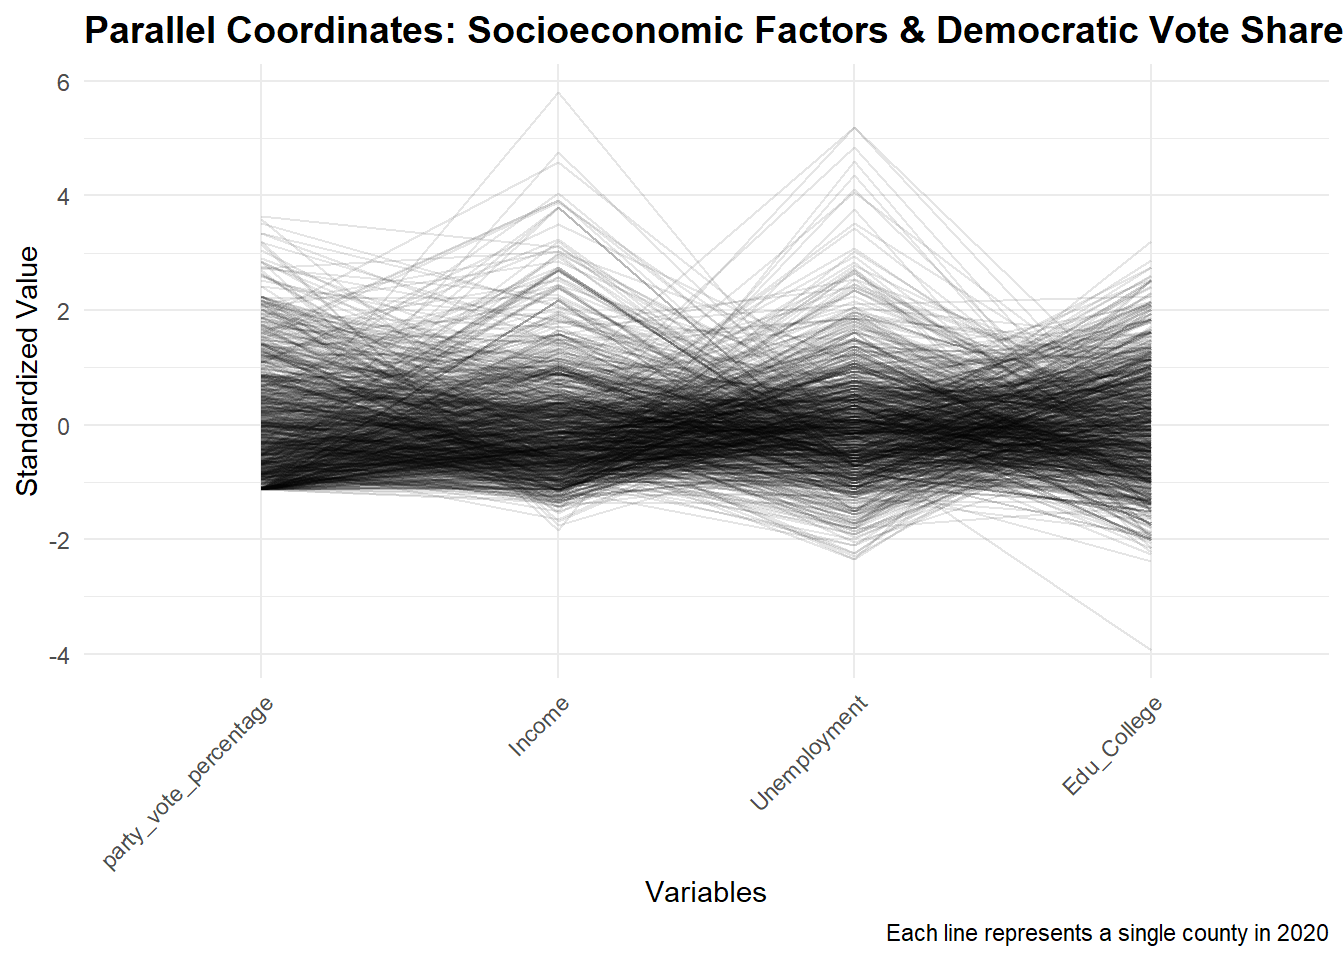 Parallel Coordinates: Socioeconomic Factors & Democratic Vote Share
Standardized Value
6
4
2
0
-2
-4
party_vote_percentage
Income
Unemployment
Edu_College
Variables
Each line represents a single county in 2020